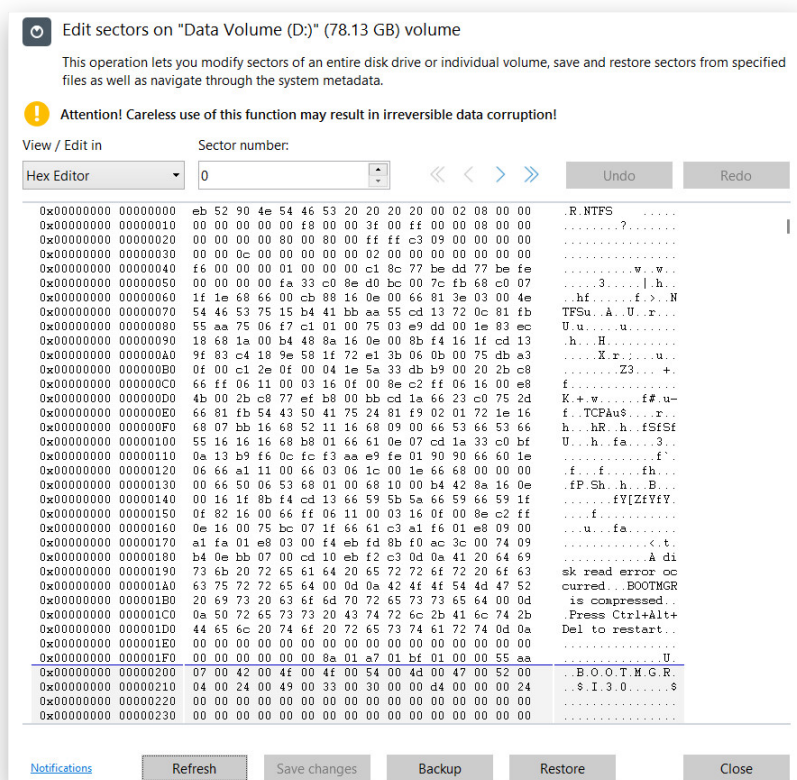 Edit sectors on "Data Volume (D:)" (78.13 GB) volume
This operation lets you modify sectors of an entire disk drive or individual volume, save and restore sectors from specified
files as well as navigate through the system metadata.
Attention! Careless use of this function may result in irreversible data corruption!
View / Edit in Sector number:
Hex Editor 0 Undo Redo
0x00000000 00000000 eb 52 90 4e 54 46 53 20 20 20 20 00 02 08 00 00 .R.NTFS .....
0x00000000 00000010 00 00 00 00 00 f8 00 00 3f 00 ff 00 00 00 08 00 00 ........?.......
0x00000000 00000020 00 00 00 00 80 00 80 00 ff ff c3 09 00 00 00 00 ................
0x00000000 00000030 00 00 0c 00 00 00 00 00 02 00 00 00 00 00 00 00 ................
0x00000000 00000040 f6 00 00 00 01 00 00 00 c1 8c 77 be dd 77 be fe ..........w..w..
0x00000000 00000050 00 00 00 00 fa 33 c0 8e d0 bc 00 7c fb 68 c0 07 .....3.....|.h..
0x00000000 00000060 1f 1e 68 66 00 cb 88 16 0e 00 66 81 3e 03 00 4e ..hf......f.>..N
0x00000000 00000070 54 46 53 75 15 b4 41 bb aa 55 cd 13 72 0c 81 fb TFSu..A..U..r...
0x00000000 00000080 55 aa 75 06 f7 c1 01 00 75 03 e9 dd 00 1e 83 ec U.u.....u.......
0x00000000 00000090 18 68 1a 00 b4 48 8a 16 0e 00 8b f4 16 1f cd 13 .h...H..........
0x00000000 000000A0 9f 83 c4 18 9e 58 1f 72 e1 3b 06 0b 00 75 db a3 .....X.r.;...u..
0x00000000 000000B0 0f 00 c1 2e 0f 00 04 1e 5a 33 db b9 00 20 2b c8 ........Z3... +.
0x00000000 000000C0 66 ff 06 11 00 03 16 0f 00 8e c2 ff 06 16 00 e8 f...............
0x00000000 000000D0 4b 00 2b c8 77 ef b8 00 bb cd 1a 66 23 c0 75 2d K.+.w......f#.u-
0x00000000 000000E0 66 81 fb 54 43 50 41 75 24 81 f9 02 01 72 1e 16 f..TCPAu$....r..
0x00000000 000000F0 68 07 bb 16 68 52 11 16 68 09 00 66 53 66 53 66 h...hR..h..fSfSf
0x00000000 00000100 55 16 16 16 68 b8 01 66 61 0e 07 cd 1a 33 c0 bf U...h..fa....3..
0x00000000 00000110 0a 13 b9 f6 0c fc f3 aa e9 fe 01 90 90 66 60 1e .............f`.
0x00000000 00000120 06 66 a1 11 00 66 03 06 1c 00 1e 66 68 00 00 00 .f...f.....fh...
0x00000000 00000130 00 66 50 06 53 68 01 00 68 10 00 b4 42 8a 16 0e .fP.Sh..h...B...
0x00000000 00000140 00 16 1f 8b f4 cd 13 66 59 5b 5a 66 59 66 59 1f .......fY[ZfYfY.
0x00000000 00000150 0f 82 16 00 66 ff 06 11 00 03 16 0f 00 8e c2 ff ....f...........
0x00000000 00000160 0e 16 00 75 bc 07 1f 66 61 c3 a1 f6 01 e8 09 00 ...u...fa.......
0x00000000 00000170 a1 fa 01 e8 03 00 f4 eb fd 8b f0 ac 3c 00 74 09 ............<.t.
0x00000000 00000180 b4 0e bb 07 00 cd 10 eb f2 c3 0d 0a 41 20 64 69 ............A di
0x00000000 00000190 73 6b 20 72 65 61 64 20 65 72 72 6f 72 20 6f 63 sk read error oc
0x00000000 000001A0 63 75 72 72 65 64 00 0d 0a 42 4f 4f 54 4d 47 52 curred...BOOTMGR
0x00000000 000001B0 20 69 73 20 63 6f 6d 70 72 65 73 73 65 64 00 0d is compressed..
0x00000000 000001C0 0a 50 72 65 73 73 20 43 74 72 6c 2b 41 6c 74 2b .Press Ctrl+Alt+
0x00000000 000001D0 44 65 6c 20 74 6f 20 72 65 73 74 61 72 74 0d 0a Del to restart..
0x00000000 000001E0 00 00 00 00 00 00 00 00 00 00 00 00 00 00 00 00 ................
0x00000000 000001F0 00 00 00 00 00 00 8a 01 a7 01 bf 01 00 00 55 aa ..............U.
0x00000000 00000200 07 00 42 00 4f 00 4f 00 54 00 4d 00 47 00 52 00 ..B.O.O.T.M.G.R.
0x00000000 00000210 04 00 24 00 49 00 33 00 30 00 00 d4 00 00 00 24 ..$.I.3.0......$
0x00000000 00000220 00 00 00 00 00 00 00 00 00 00 00 00 00 00 00 00 ................
0x00000000 00000230 00 00 00 00 00 00 00 00 00 00 00 00 00 00 00 00 ................
Notifications Refresh Save changes Backup Restore Close